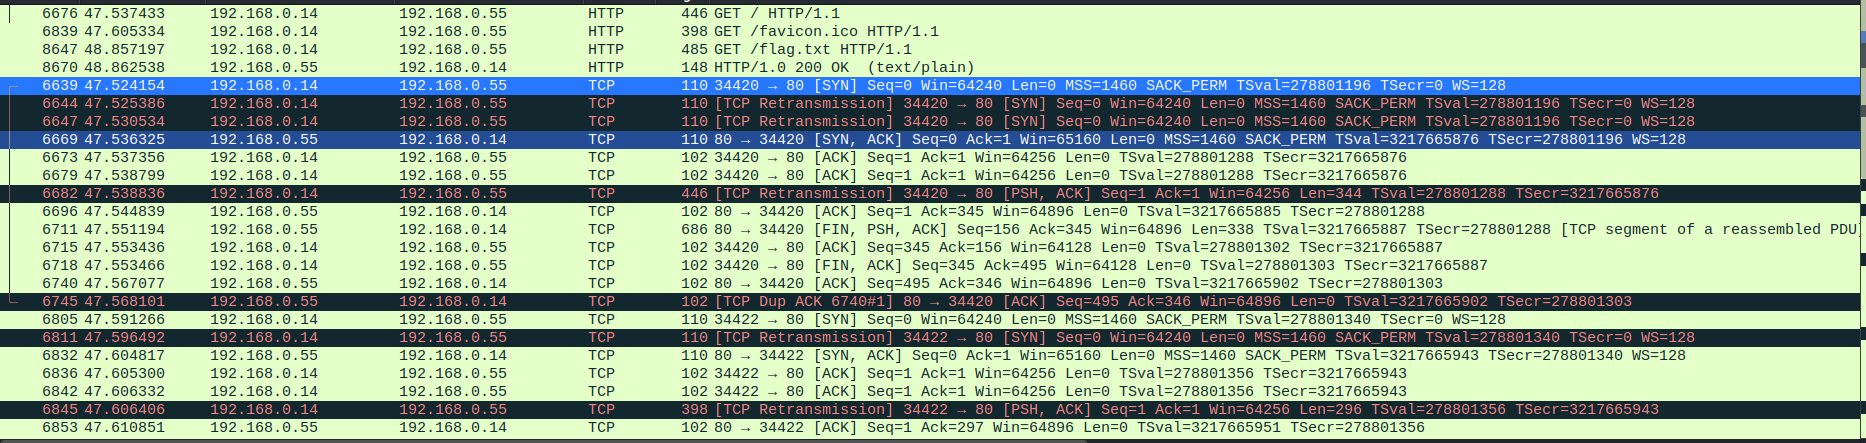 6676 47.537433 192.168.0.14 192.168.0.55 HTTP 446 GET / HTTP/1.1
6839 47.605334 192.168.0.14 192.168.0.55 HTTP 398 GET /favicon.ico HTTP/1.1
8647 48.857197 192.168.0.14 192.168.0.55 HTTP 485 GET /flag.txt HTTP/1.1
8670 48.862538 192.168.0.55 192.168.0.14 HTTP 148 HTTP/1.0 200 OK  (text/plain)
6639 47.524154 192.168.0.14 192.168.0.55 TCP 110 34420 → 80 [SYN] Seq=0 Win=64240 Len=0 MSS=1460 SACK_PERM TSval=278801196 TSecr=0 WS=128
6644 47.525386 192.168.0.14 192.168.0.55 TCP 110 [TCP Retransmission] 34420 → 80 [SYN] Seq=0 Win=64240 Len=0 MSS=1460 SACK_PERM TSval=278801196 TSecr=0 WS=128
6647 47.530534 192.168.0.14 192.168.0.55 TCP 110 [TCP Retransmission] 34420 → 80 [SYN] Seq=0 Win=64240 Len=0 MSS=1460 SACK_PERM TSval=278801196 TSecr=0 WS=128
6669 47.536325 192.168.0.55 192.168.0.14 TCP 110 80 → 34420 [SYN, ACK] Seq=0 Ack=1 Win=65160 Len=0 MSS=1460 SACK_PERM TSval=3217665876 TSecr=278801196 WS=128
6673 47.537356 192.168.0.14 192.168.0.55 TCP 102 34420 → 80 [ACK] Seq=1 Ack=1 Win=64256 Len=0 TSval=278801288 TSecr=3217665876
6679 47.538799 192.168.0.14 192.168.0.55 TCP 102 34420 → 80 [ACK] Seq=1 Ack=1 Win=64256 Len=0 TSval=278801288 TSecr=3217665876
6682 47.538836 192.168.0.14 192.168.0.55 TCP 446 [TCP Retransmission] 34420 → 80 [PSH, ACK] Seq=1 Ack=1 Win=64256 Len=344 TSval=278801288 TSecr=3217665876
6696 47.544839 192.168.0.55 192.168.0.14 TCP 102 80 → 34420 [ACK] Seq=1 Ack=345 Win=64896 Len=0 TSval=3217665885 TSecr=278801288
6711 47.551194 192.168.0.55 192.168.0.14 TCP 686 80 → 34420 [FIN, PSH, ACK] Seq=156 Ack=345 Win=64896 Len=338 TSval=3217665887 TSecr=278801288 [TCP segment of a reassembled PDU]
6715 47.553436 192.168.0.14 192.168.0.55 TCP 102 34420 → 80 [ACK] Seq=345 Ack=156 Win=64128 Len=0 TSval=278801302 TSecr=3217665887
6718 47.553466 192.168.0.14 192.168.0.55 TCP 102 34420 → 80 [FIN, ACK] Seq=345 Ack=495 Win=64128 Len=0 TSval=278801303 TSecr=3217665887
6740 47.567077 192.168.0.55 192.168.0.14 TCP 102 80 → 34420 [ACK] Seq=495 Ack=346 Win=64896 Len=0 TSval=3217665902 TSecr=278801303
6745 47.568101 192.168.0.55 192.168.0.14 TCP 102 [TCP Dup ACK 6740#1] 80 → 34420 [ACK] Seq=495 Ack=346 Win=64896 Len=0 TSval=3217665902 TSecr=278801303
6805 47.591266 192.168.0.14 192.168.0.55 TCP 110 34422 → 80 [SYN] Seq=0 Win=64240 Len=0 MSS=1460 SACK_PERM TSval=278801340 TSecr=0 WS=128
6811 47.596492 192.168.0.14 192.168.0.55 TCP 110 [TCP Retransmission] 34422 → 80 [SYN] Seq=0 Win=64240 Len=0 MSS=1460 SACK_PERM TSval=278801340 TSecr=0 WS=128
6832 47.604817 192.168.0.55 192.168.0.14 TCP 110 80 → 34422 [SYN, ACK] Seq=0 Ack=1 Win=65160 Len=0 MSS=1460 SACK_PERM TSval=3217665943 TSecr=278801340 WS=128
6836 47.605300 192.168.0.14 192.168.0.55 TCP 102 34422 → 80 [ACK] Seq=1 Ack=1 Win=64256 Len=0 TSval=278801356 TSecr=3217665943
6842 47.606332 192.168.0.14 192.168.0.55 TCP 102 34422 → 80 [ACK] Seq=1 Ack=1 Win=64256 Len=0 TSval=278801356 TSecr=3217665943
6845 47.606406 192.168.0.14 192.168.0.55 TCP 398 [TCP Retransmission] 34422 → 80 [PSH, ACK] Seq=1 Ack=1 Win=64256 Len=296 TSval=278801356 TSecr=3217665943
6853 47.610851 192.168.0.55 192.168.0.14 TCP 102 80 → 34422 [ACK] Seq=1 Ack=297 Win=64896 Len=0 TSval=3217665951 TSecr=278801356